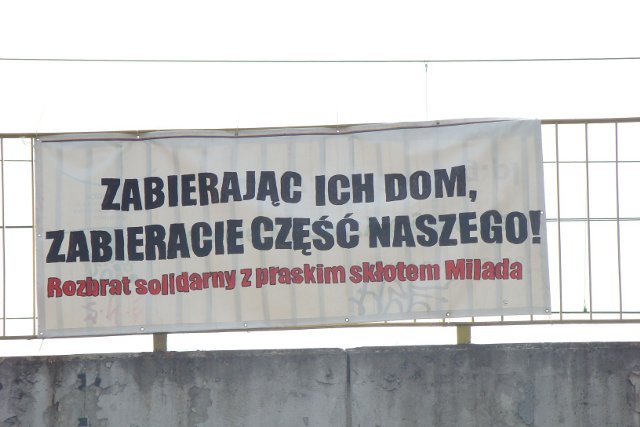 ZABIERAJĄC ICH DOM,
ZABIERACIE CZĘŚĆ NASZEGO!
Rozbrat solidarny z praskim skłotem Milada